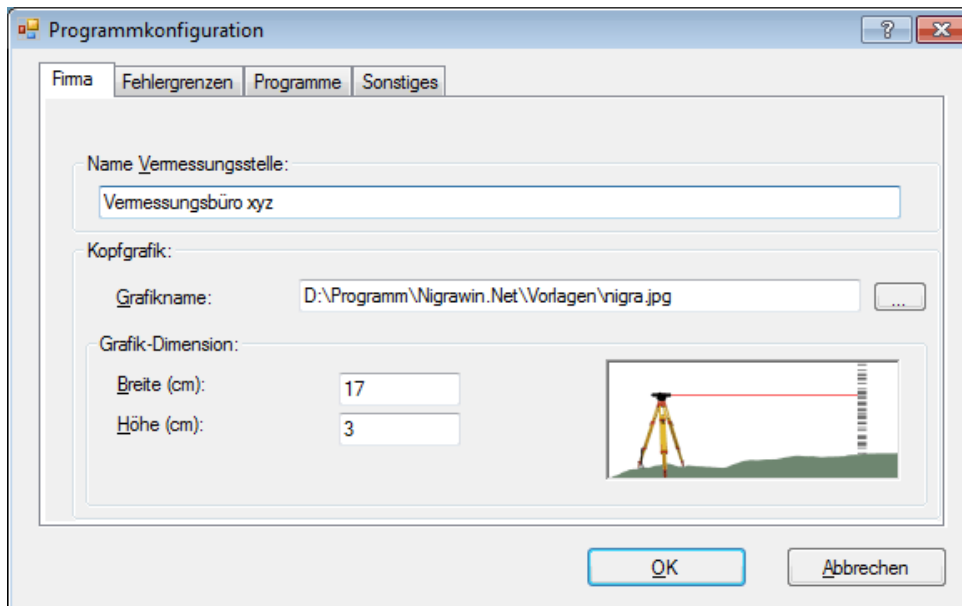 Programmkonfiguration
Firma Fehlergrenzen Programme Sonstiges
Name Vermessungsstelle:
Vermessungsbüro xyz
Kopfgrafik:
Grafikname: D:\Programm\Nigrawin.Net\Vorlagen\nigra.jpg ...
Grafik-Dimension:
Breite (cm): 17
Höhe (cm): 3
OK Abbrechen